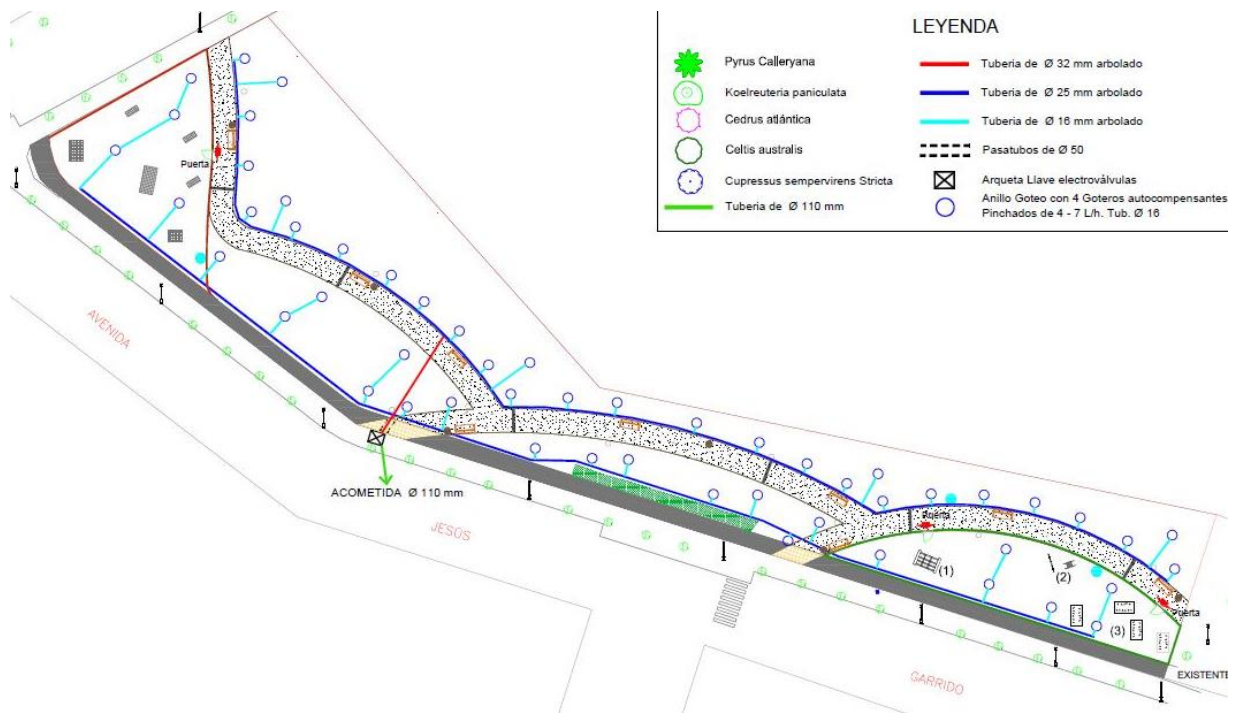 LEYENDA
Pyrus Calleryana
Koelreuteria paniculata
Cedrus atlántica
Celtis australis
Cupressus sempervirens Stricta
Tuberia de Ø 110 mm
Tuberia de Ø 32 mm arbolado
Tuberia de Ø 25 mm arbolado
Tuberia de Ø 16 mm arbolado
Pasatubos de Ø 50
Arqueta Llave electroválvulas
Anillo Goteo con 4 Goteros autocompensantes
Pinchados de 4 - 7 L/h. Tub. Ø 16
Puerta
AVENIDA
ACOMETIDA Ø 110 mm
JESÚS
Puerta
(1)
(2)
(3)
Puerta
EXISTENTE
GARRIDO